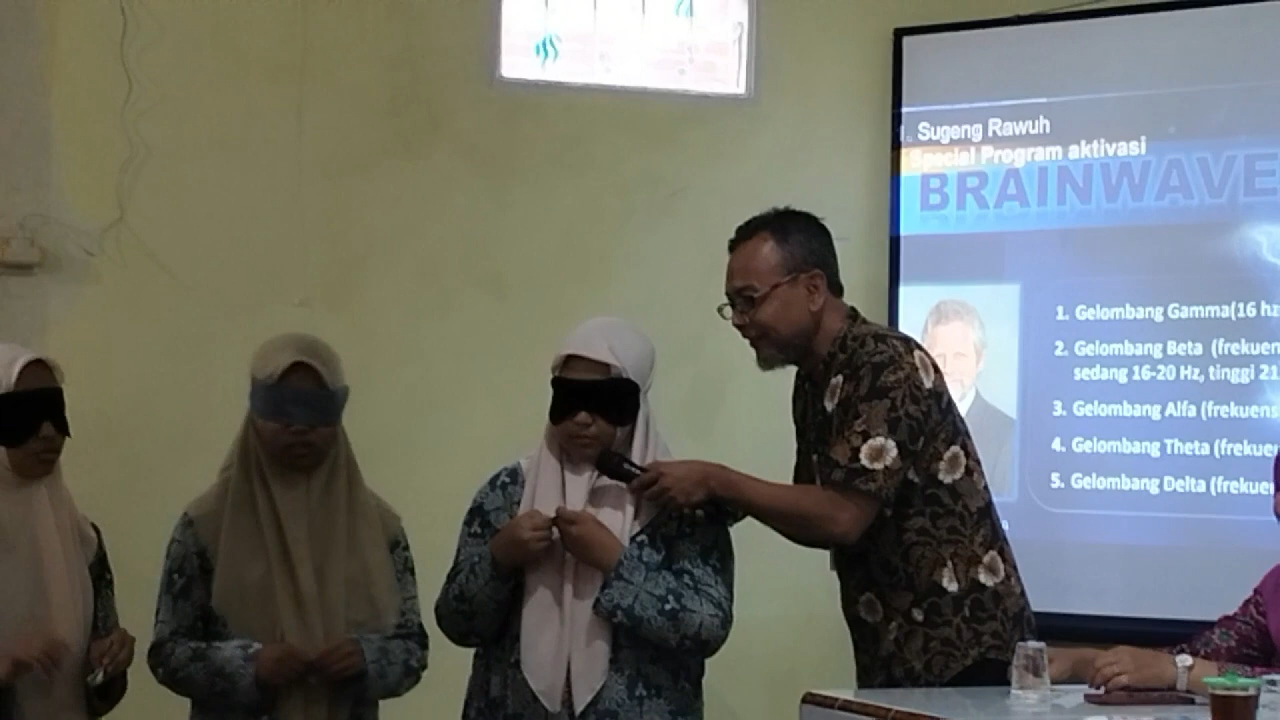 Sugeng Rawuh
Special Program aktivasi
BRAINWAVE
1. Gelombang Gamma(16 hz
2. Gelombang Beta (frekuen
sedang 16-20 Hz, tinggi 21
3. Gelombang Alfa (frekuens
4. Gelombang Theta (frekuen
5. Gelombang Delta (frekuen